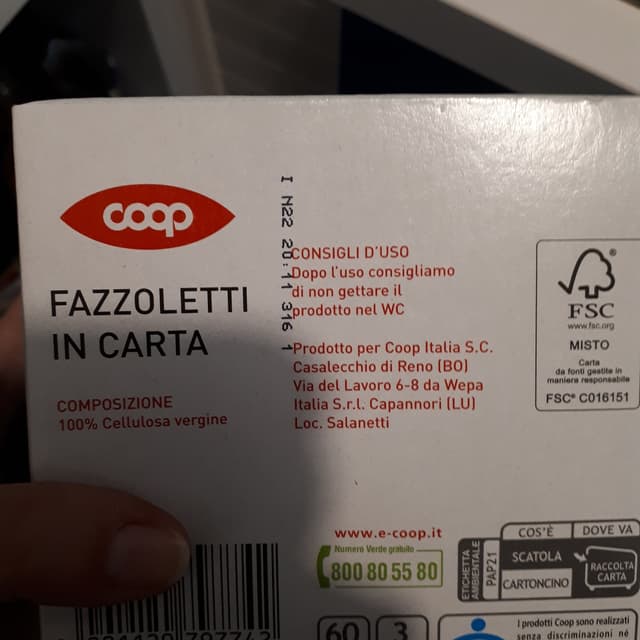 coop
FAZZOLETTI
IN CARTA
COMPOSIZIONE
100% Cellulosa vergine
I N22 20:11 316 1
CONSIGLI D'USO
Dopo l'uso consigliamo
di non gettare il
prodotto nel WC
Prodotto per Coop Italia S.C.
Casalecchio di Reno (BO)
Via del Lavoro 6-8 da Wepa
Italia S.r.l. Capannori (LU)
Loc. Salanetti
FSC
www.fsc.org
MISTO
Carta
da fonti gestite in
maniera responsabile
FSC® C016151
www.e-coop.it
Numero Verde gratuito
800 80 55 80
ETICHETTA
AMBIENTALE
PAP21
COS'È
DOVE VA
SCATOLA
CARTONCINO
RACCOLTA
CARTA
60
3
I prodotti Coop sono realizzati
senza discriminazioni nel